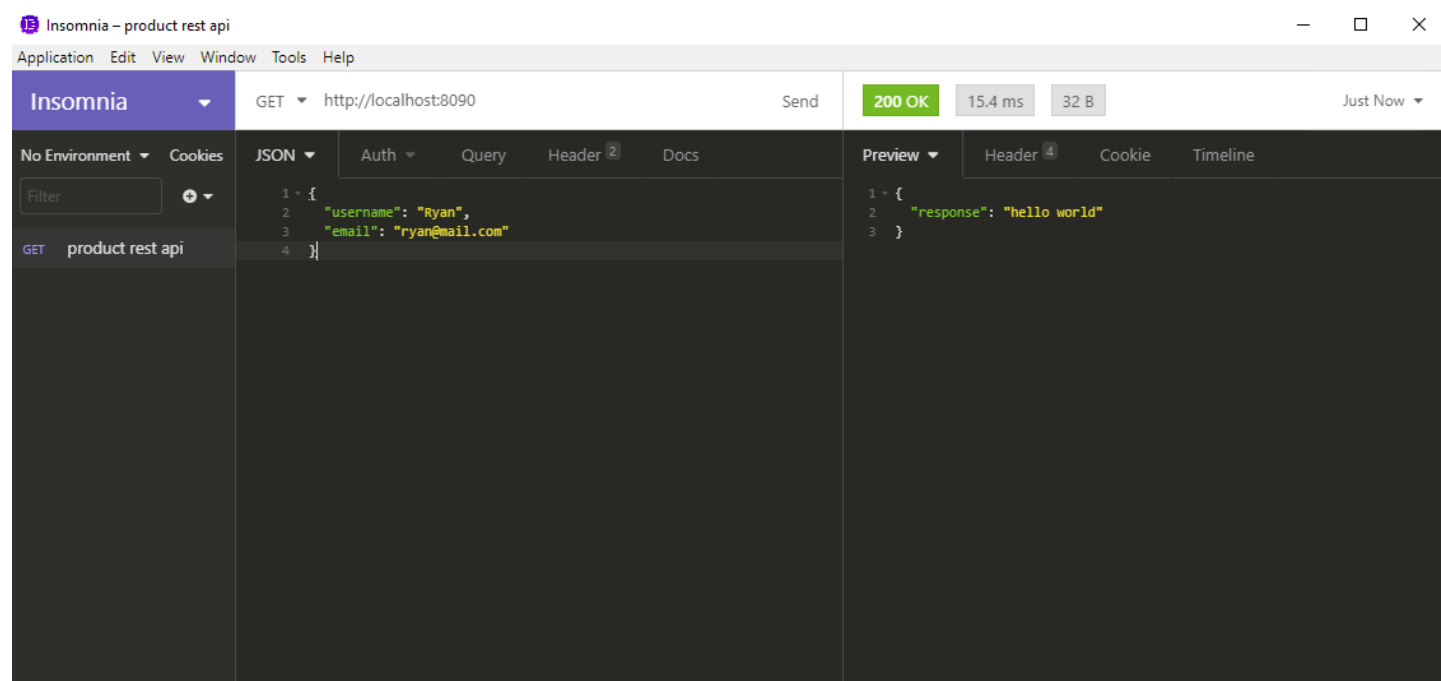 Insomnia – product rest api
Application Edit View Window Tools Help
Insomnia
GET http://localhost:8090 Send
200 OK 15.4 ms 32 B Just Now
No Environment Cookies
JSON Auth Query Header 2 Docs
Preview Header 4 Cookie Timeline
Filter
GET product rest api
1 {
2 "username": "Ryan",
3 "email": "ryan@mail.com"
4 }
1 {
2 "response": "hello world"
3 }